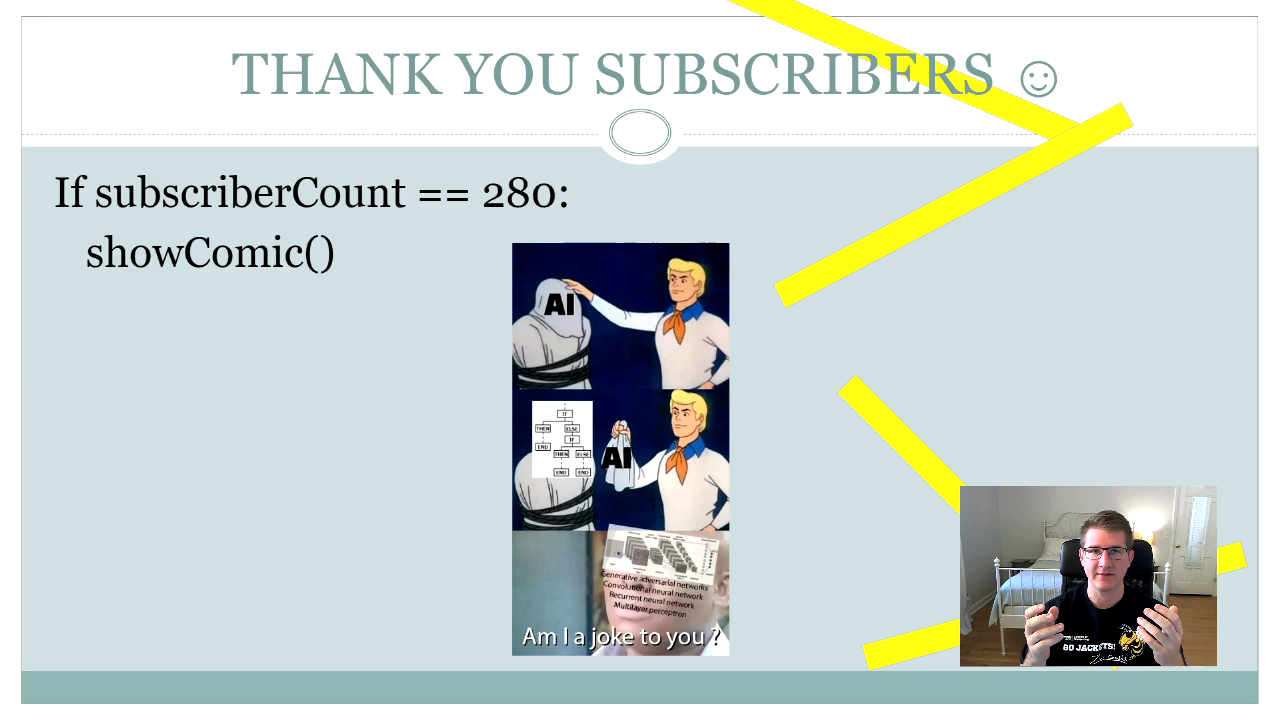 THANK YOU SUBSCRIBERS ☺
If subscriberCount == 280:
showComic()
AI
IF
THEN ELSE
IF
END
THEN ELSE
END END
AI
Generative adversarial networks
Convolutional neural network
Recurrent neural network
Multilayer perceptron
Am I a joke to you ?
GO JACKETS!